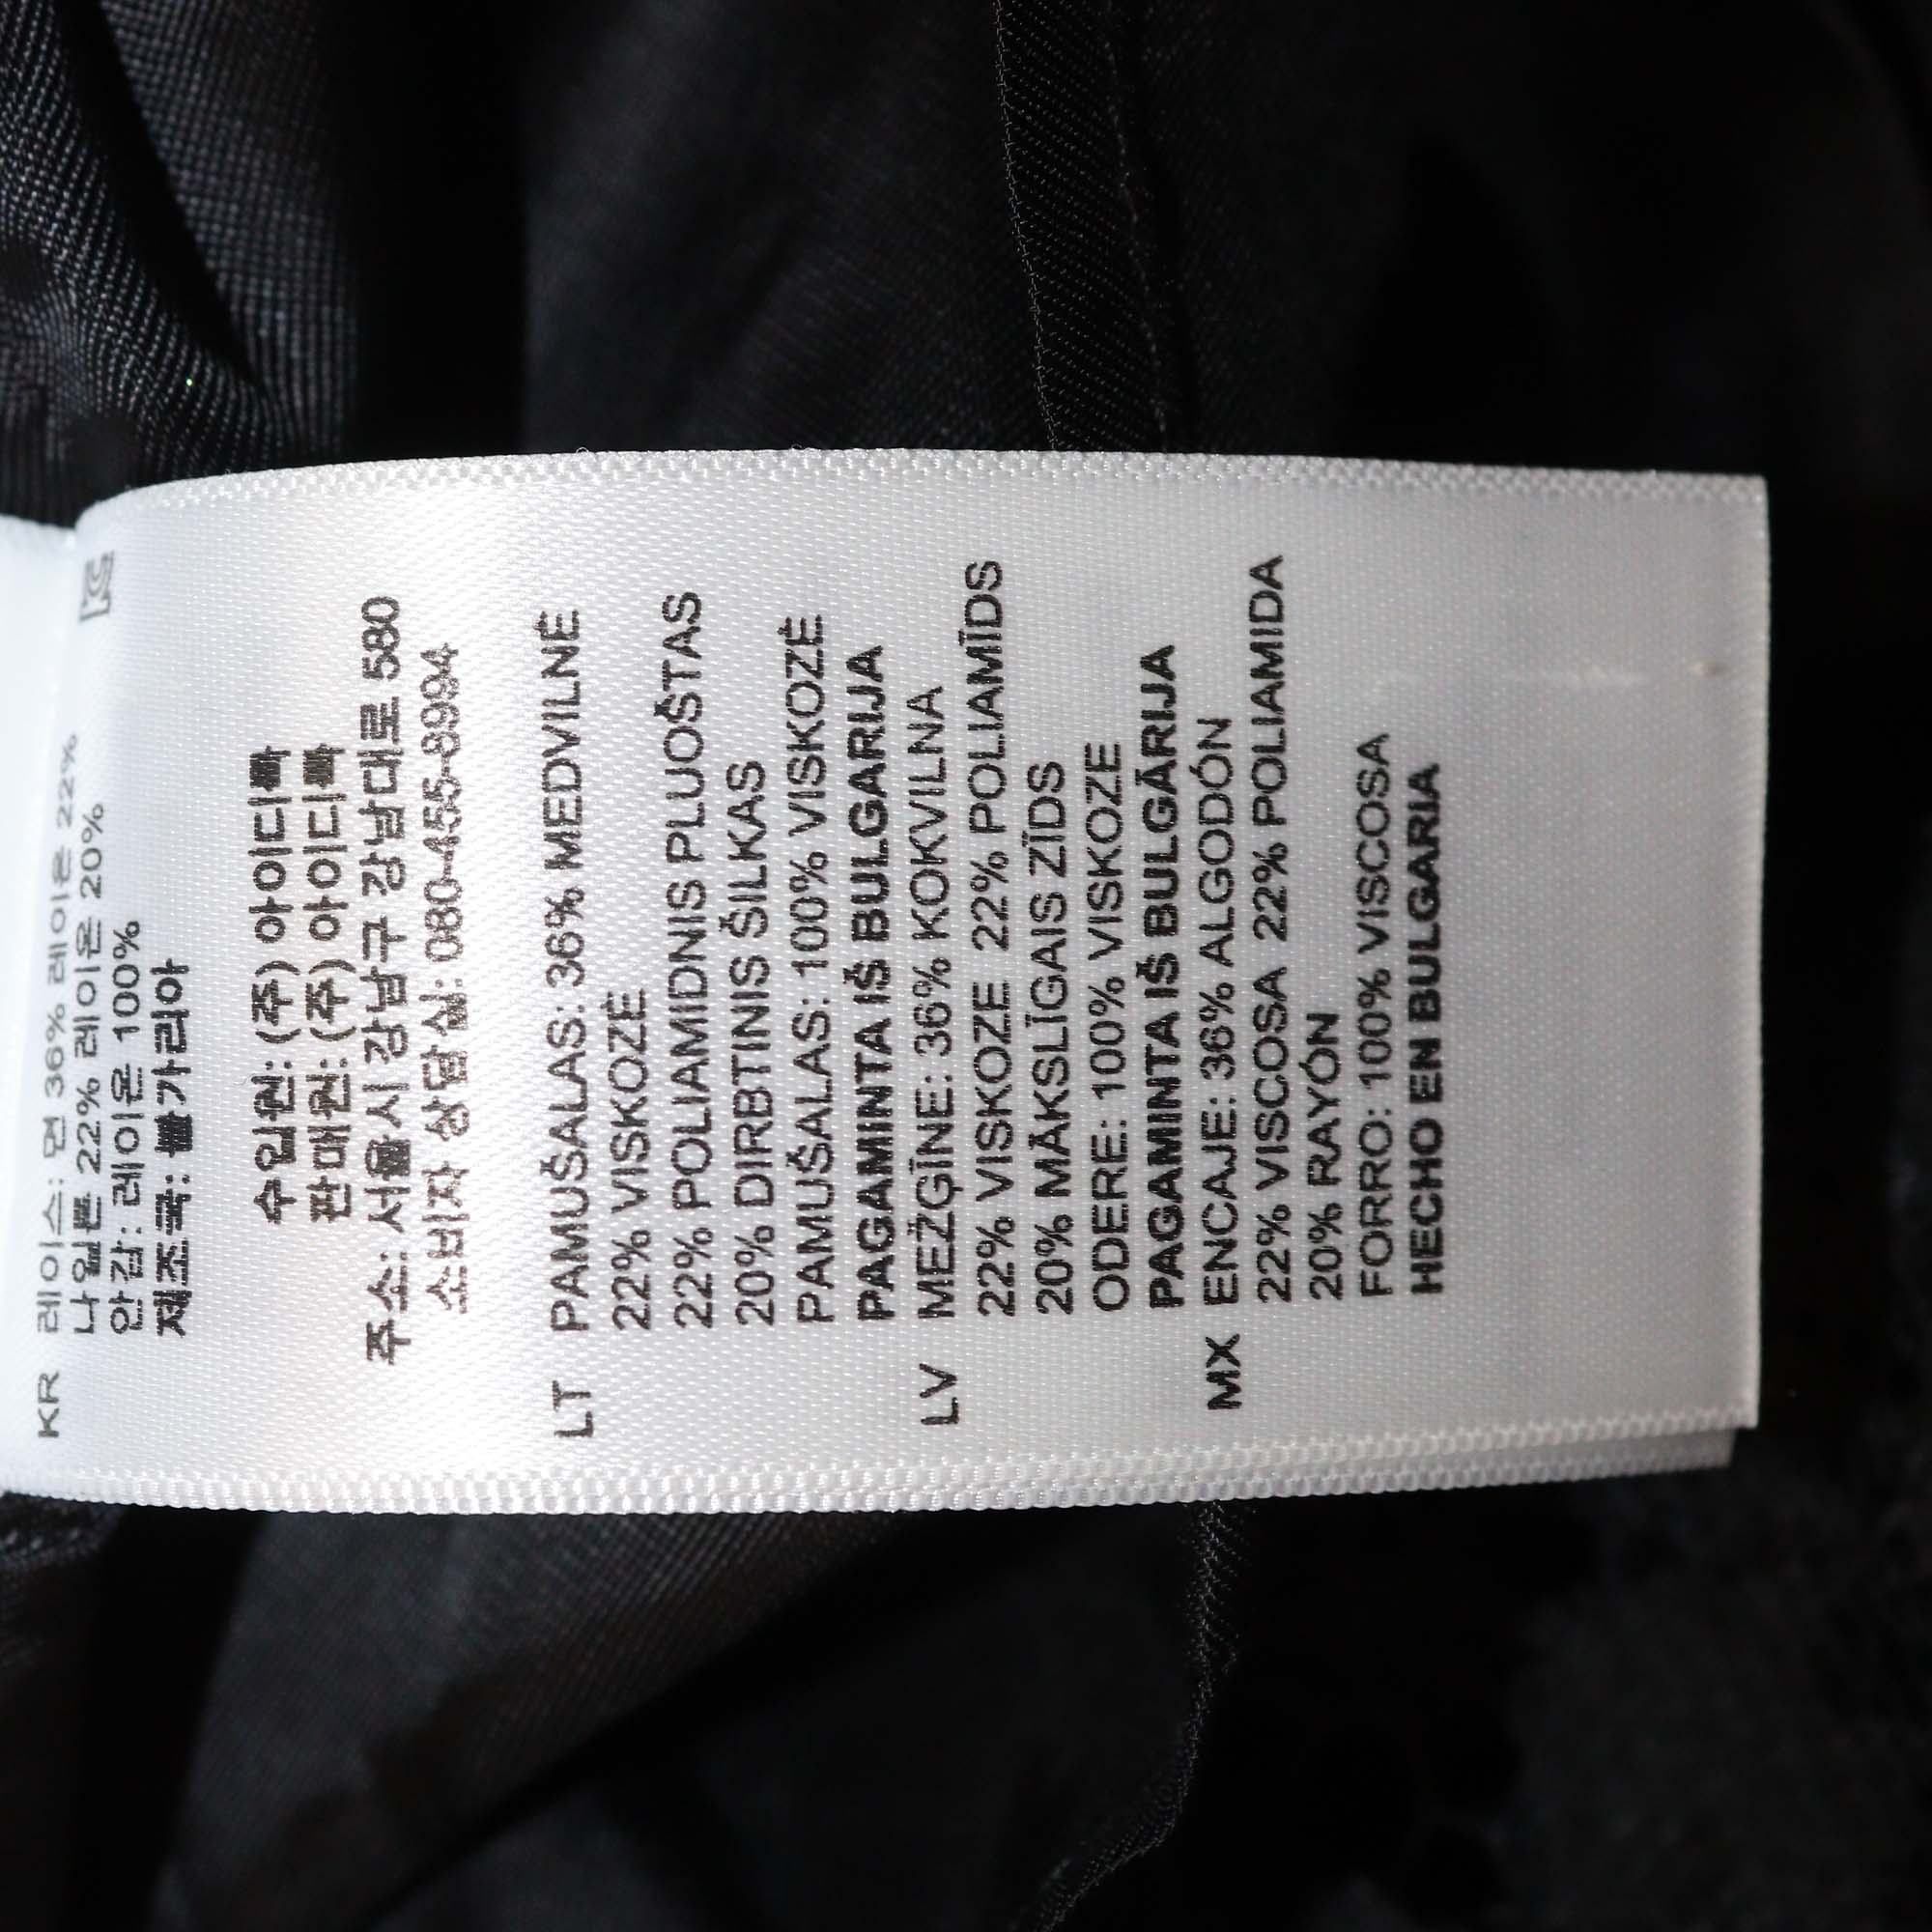 KR 레이스: 면 36% 레이온 22%
나일론 22% 레이온 20%
안감: 레이온 100%
제조국: 불가리아
수입원: (주) 아이디룩
판매원: (주) 아이디룩
주소: 서울시 강남구 강남대로 580
소비자 상담실: 080-455-8994
LT PAMUŠALAS: 36% MEDVILNĖ
22% VISKOZĖ
22% POLIAMIDNIS PLUOŠTAS
20% DIRBTINIS ŠILKAS
PAMUŠALAS: 100% VISKOZĖ
PAGAMINTA IŠ BULGARIJA
LV MEŽĢĪNE: 36% KOKVILNA
22% VISKOZE 22% POLIAMĪDS
20% MĀKSLĪGAIS ZĪDS
ODERE: 100% VISKOZE
PAGAMINTA IŠ BULGĀRIJA
MX ENCAJE: 36% ALGODÓN
22% VISCOSA 22% POLIAMIDA
20% RAYÓN
FORRO: 100% VISCOSA
HECHO EN BULGARIA